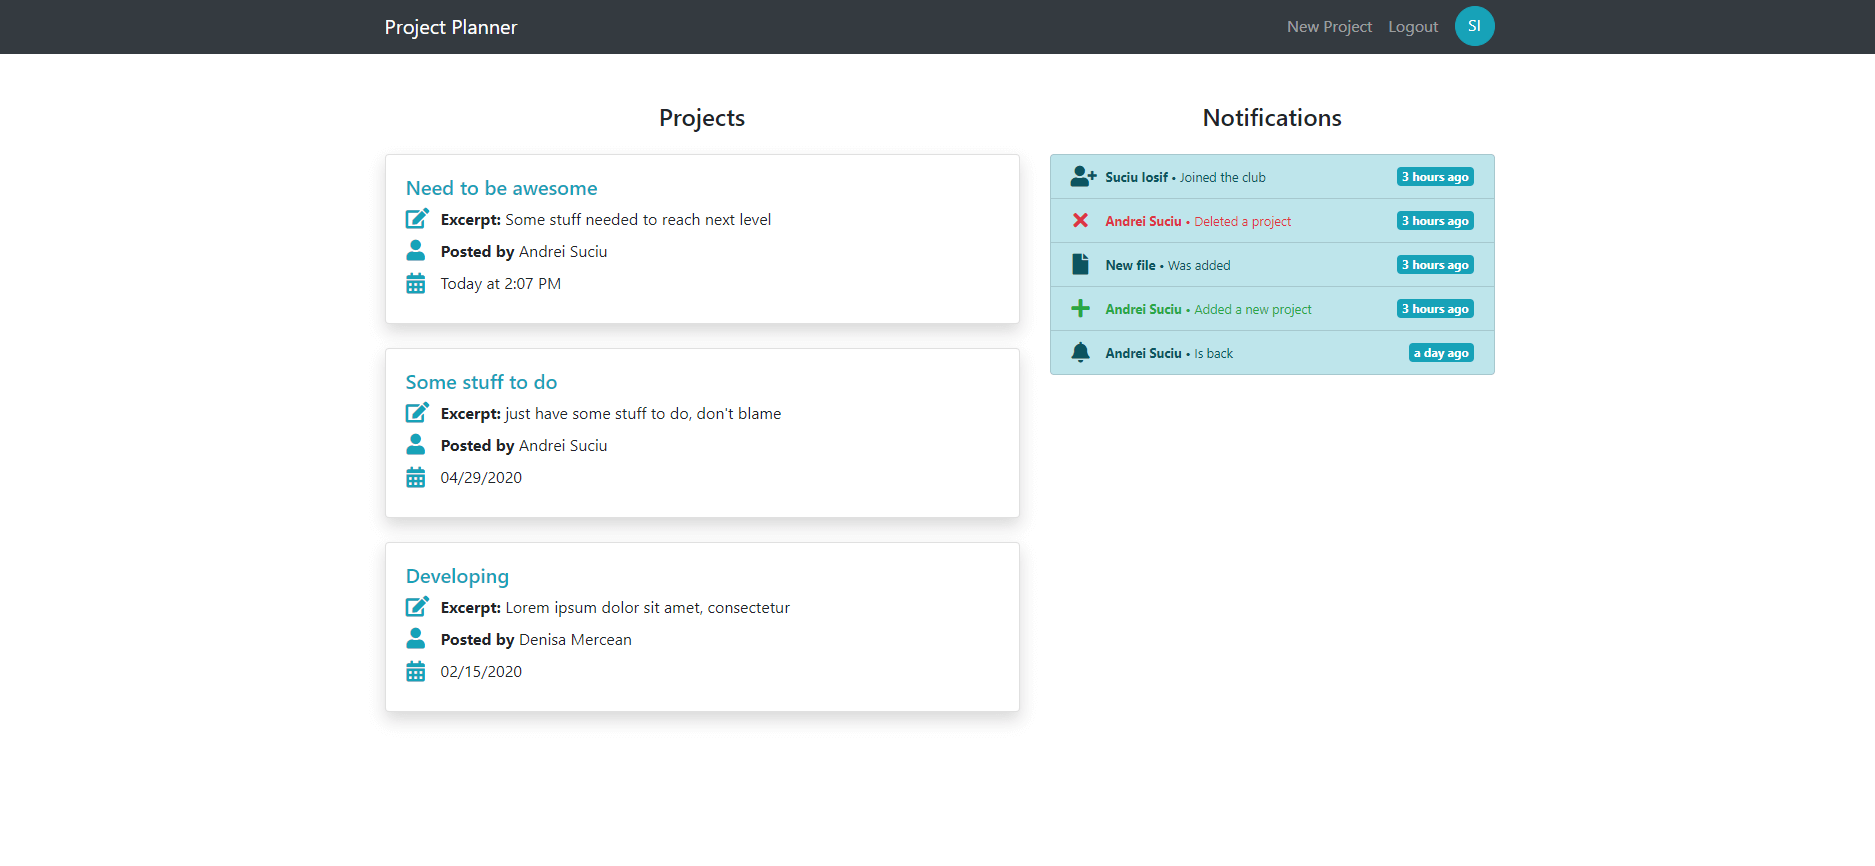 Project Planner
New Project
Logout
SI
Projects
Need to be awesome
Excerpt: Some stuff needed to reach next level
Posted by Andrei Suciu
Today at 2:07 PM
Some stuff to do
Excerpt: just have some stuff to do, don't blame
Posted by Andrei Suciu
04/29/2020
Developing
Excerpt: Lorem ipsum dolor sit amet, consectetur
Posted by Denisa Mercean
02/15/2020
Notifications
Suciu Iosif • Joined the club 3 hours ago
Andrei Suciu • Deleted a project 3 hours ago
New file • Was added 3 hours ago
Andrei Suciu • Added a new project 3 hours ago
Andrei Suciu • Is back a day ago